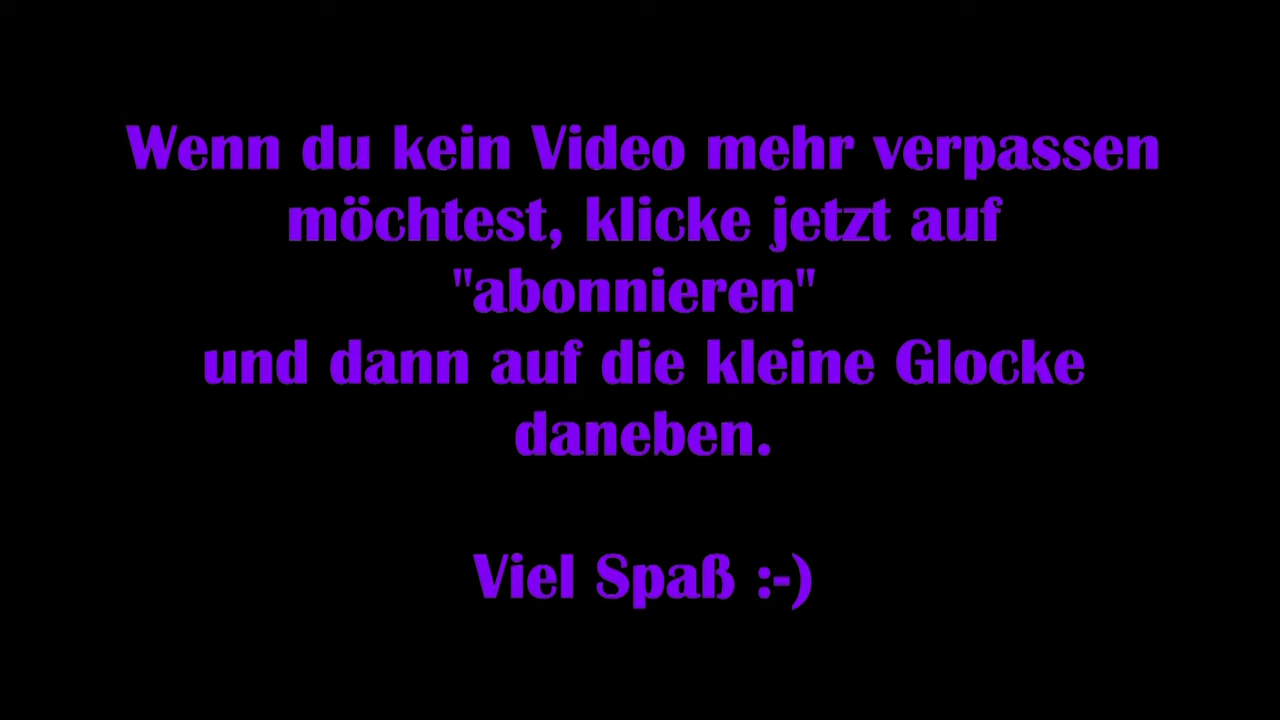 Wenn du kein Video mehr verpassen
möchtest, klicke jetzt auf
"abonnieren"
und dann auf die kleine Glocke
daneben.
Viel Spaß :-)